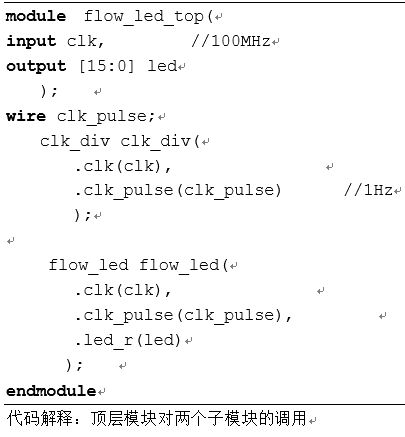 module flow_led_top(
input clk, //100MHz
output [15:0] led
);
wire clk_pulse;
clk_div clk_div(
.clk(clk),
.clk_pulse(clk_pulse) //1Hz
);
flow_led flow_led(
.clk(clk),
.clk_pulse(clk_pulse),
.led_r(led)
);
endmodule
代码解释：顶层模块对两个子模块的调用